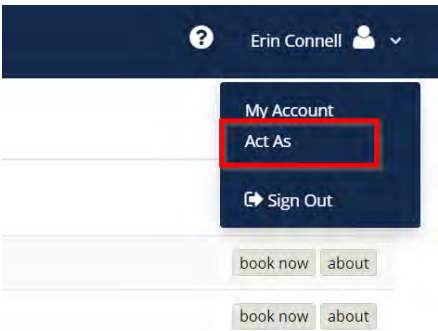 ? Erin Connell
My Account
Act As
Sign Out
book now about
book now about